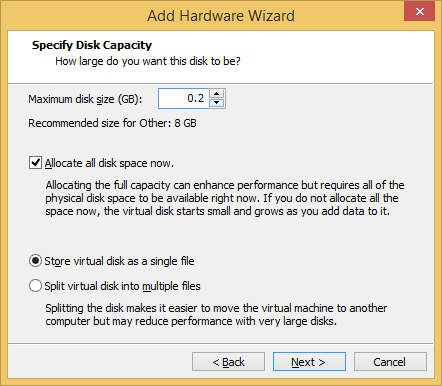 Add Hardware Wizard
Specify Disk Capacity
How large do you want this disk to be?
Maximum disk size (GB): 0.2
Recommended size for Other: 8 GB
Allocate all disk space now.
Allocating the full capacity can enhance performance but requires all of the
physical disk space to be available right now. If you do not allocate all the
space now, the virtual disk starts small and grows as you add data to it.
Store virtual disk as a single file
Split virtual disk into multiple files
Splitting the disk makes it easier to move the virtual machine to another
computer but may reduce performance with very large disks.
< Back Next > Cancel